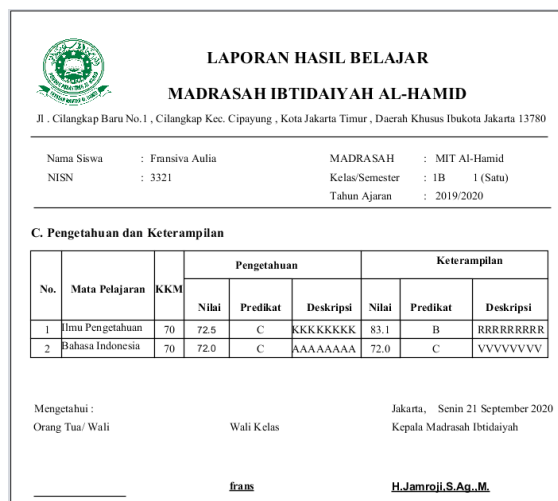 LAPORAN HASIL BELAJAR
MADRASAH IBTIDAIYAH AL-HAMID
Jl . Cilangkap Baru No.1 , Cilangkap Kec. Cipayung , Kota Jakarta Timur , Daerah Khusus Ibukota Jakarta 13780
Nama Siswa : Fransiva Aulia MADRASAH : MIT Al-Hamid
NISN : 3321 Kelas/Semester : 1B 1 (Satu)
Tahun Ajaran : 2019/2020
C. Pengetahuan dan Keterampilan
No. Mata Pelajaran KKM Pengetahuan Keterampilan
Nilai Predikat Deskripsi Nilai Predikat Deskripsi
1 Ilmu Pengetahuan 70 72.5 C KKKKKKKK 83.1 B RRRRRRRRR
2 Bahasa Indonesia 70 72.0 C AAAAAAAA 72.0 C VVVVVVVV
Mengetahui : Jakarta, Senin 21 September 2020
Orang Tua/ Wali Wali Kelas Kepala Madrasah Ibtidaiyah
frans H.Jamroji,S.Ag.,M.